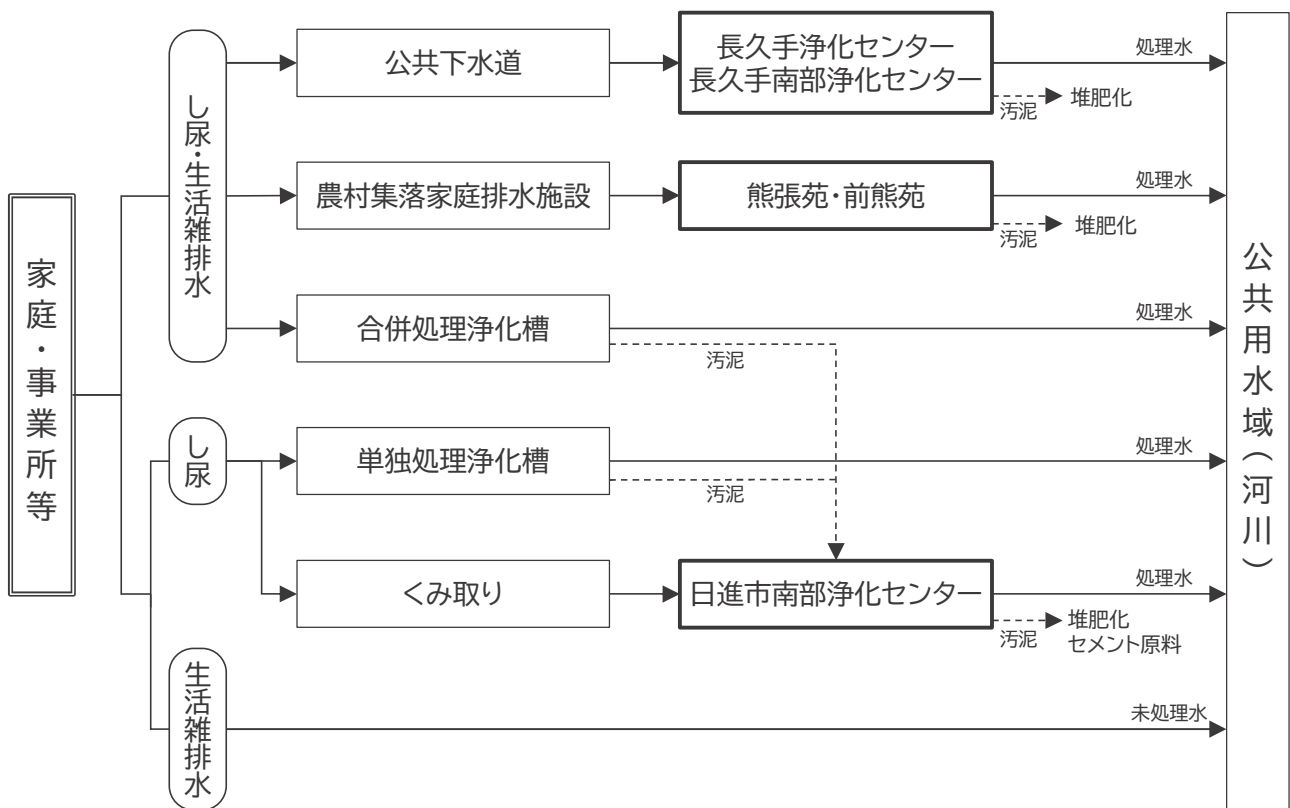 家庭・事業所等
し尿・生活雑排水
公共下水道
長久手浄化センター
長久手南部浄化センター
処理水
汚泥
堆肥化
農村集落家庭排水施設
熊張苑・前熊苑
処理水
汚泥
堆肥化
合併処理浄化槽
処理水
汚泥
し尿
単独処理浄化槽
処理水
汚泥
くみ取り
日進市南部浄化センター
処理水
汚泥
堆肥化
セメント原料
生活雑排水
未処理水
公共用水域(河川)